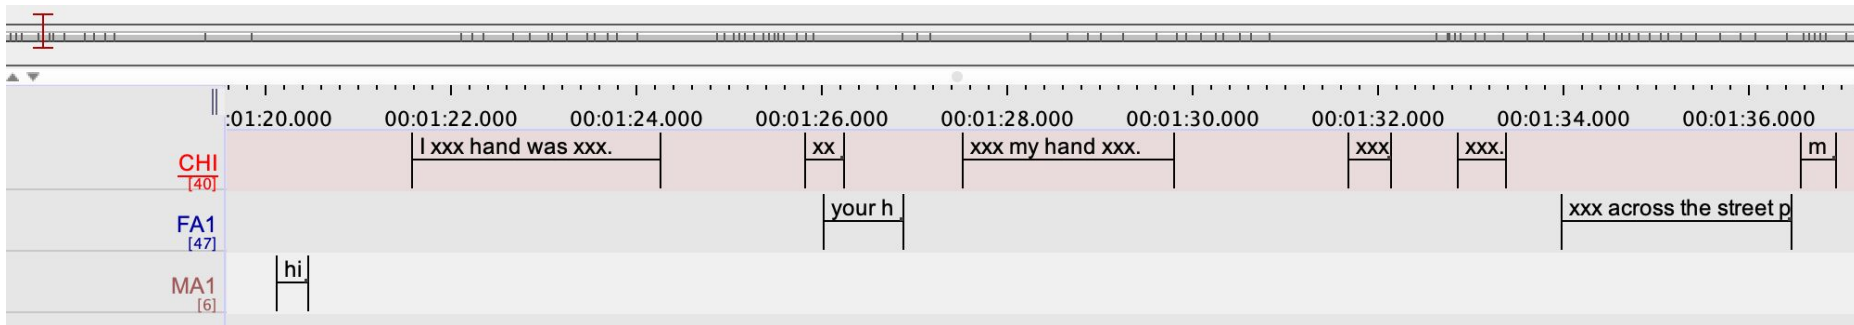 :01:20.000 00:01:22.000 00:01:24.000 00:01:26.000 00:01:28.000 00:01:30.000 00:01:32.000 00:01:34.000 00:01:36.000
CHI I xxx hand was xxx. xx . xxx my hand xxx. xxx. xxx. m .
[40]
FA1 your h . xxx across the street p
[47]
MA1 hi.
[6]